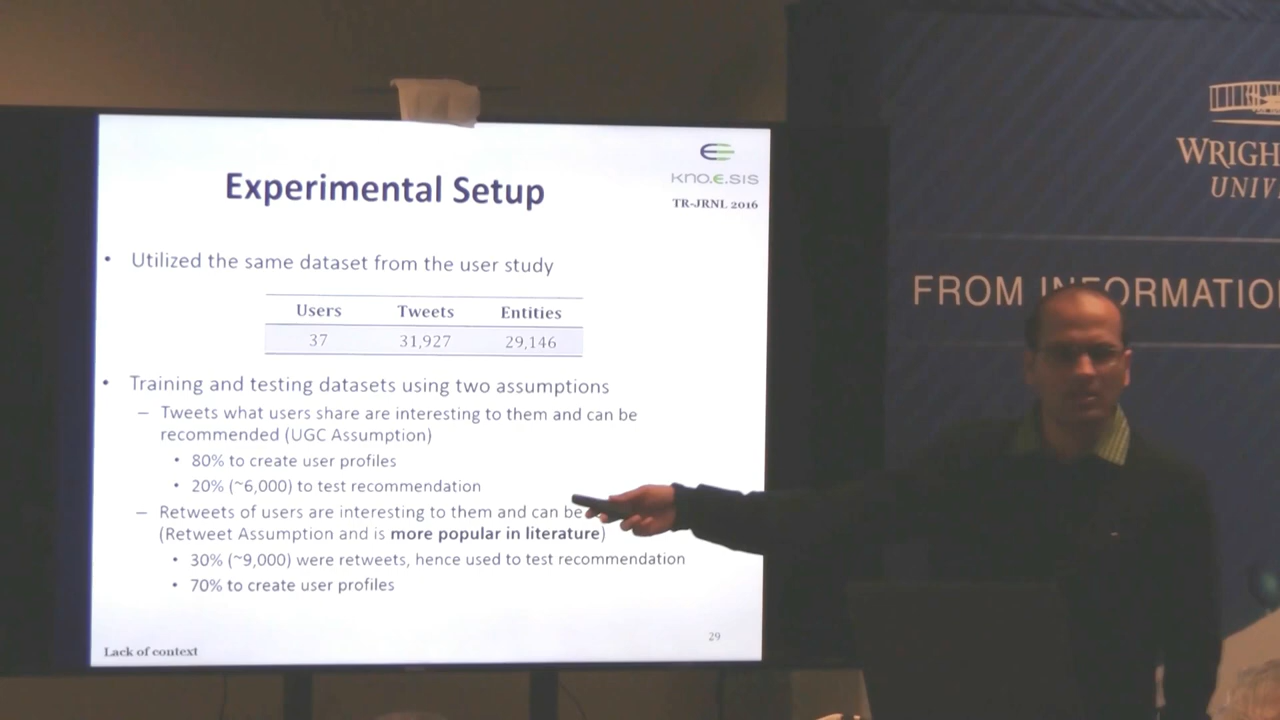 Experimental Setup
KNO.E.SIS
TR-JRNL 2016
• Utilized the same dataset from the user study
Users Tweets Entities
37 31,927 29,146
• Training and testing datasets using two assumptions
– Tweets what users share are interesting to them and can be
recommended (UGC Assumption)
• 80% to create user profiles
• 20% (~6,000) to test recommendation
– Retweets of users are interesting to them and can be
(Retweet Assumption and is more popular in literature)
• 30% (~9,000) were retweets, hence used to test recommendation
• 70% to create user profiles
29
Lack of context
WRIGH
UNIV
FROM INFORMATIO